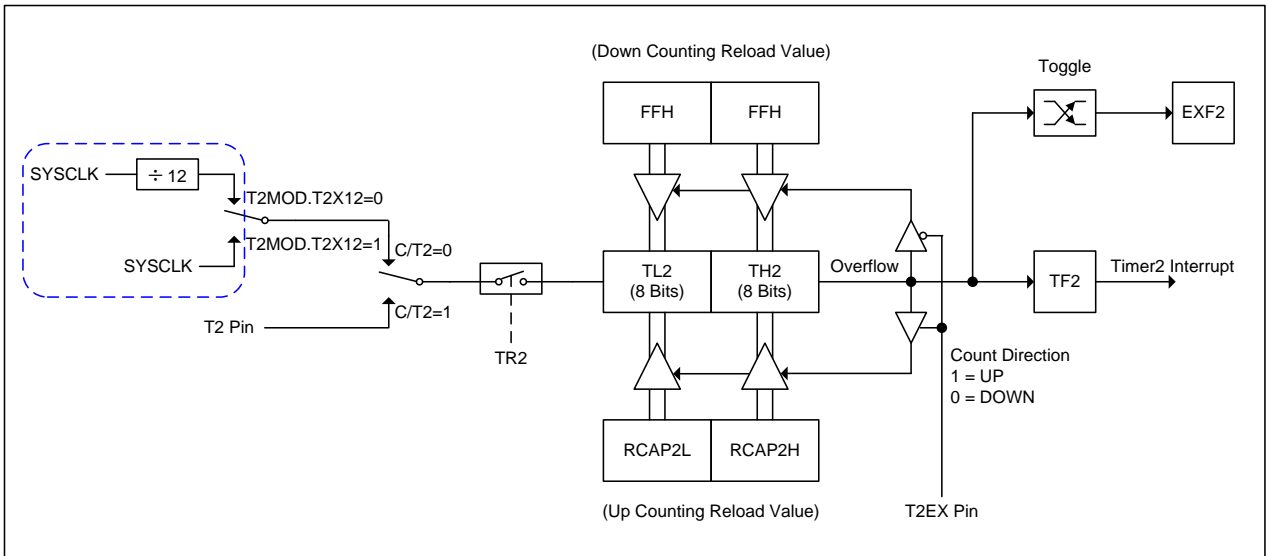 (Down Counting Reload Value)
Toggle
FFH
FFH
EXF2
SYSCLK
÷ 12
T2MOD.T2X12=0
T2MOD.T2X12=1
SYSCLK
C/T2=0
C/T2=1
T2 Pin
TR2
TL2
(8 Bits)
TH2
(8 Bits)
Overflow
TF2
Timer2 Interrupt
Count Direction
1 = UP
0 = DOWN
RCAP2L
RCAP2H
(Up Counting Reload Value)
T2EX Pin